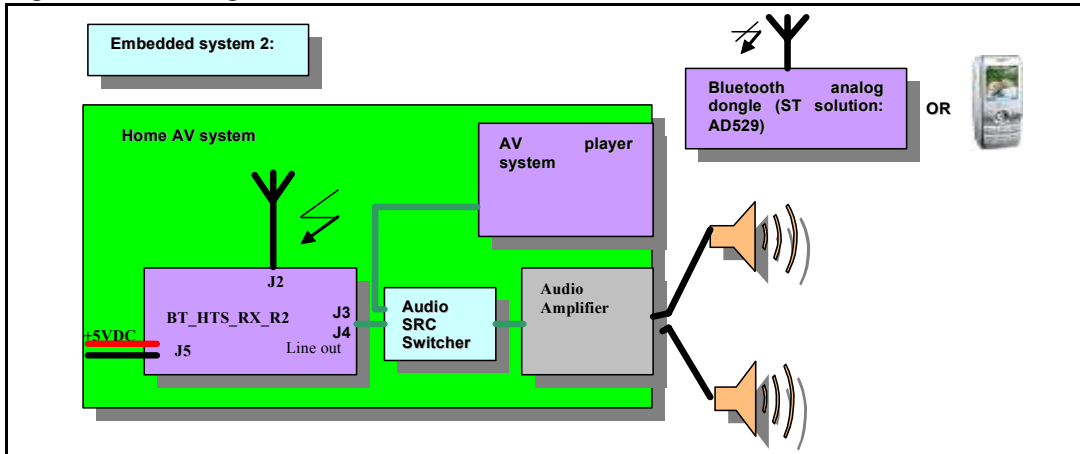 Embedded system 2:
Bluetooth analog
dongle (ST solution:
AD529)
OR
Home AV system
AV player
system
J2
BT_HTS_RX_R2
J3
J4
Line out
+5VDC
J5
Audio
SRC
Switcher
Audio
Amplifier